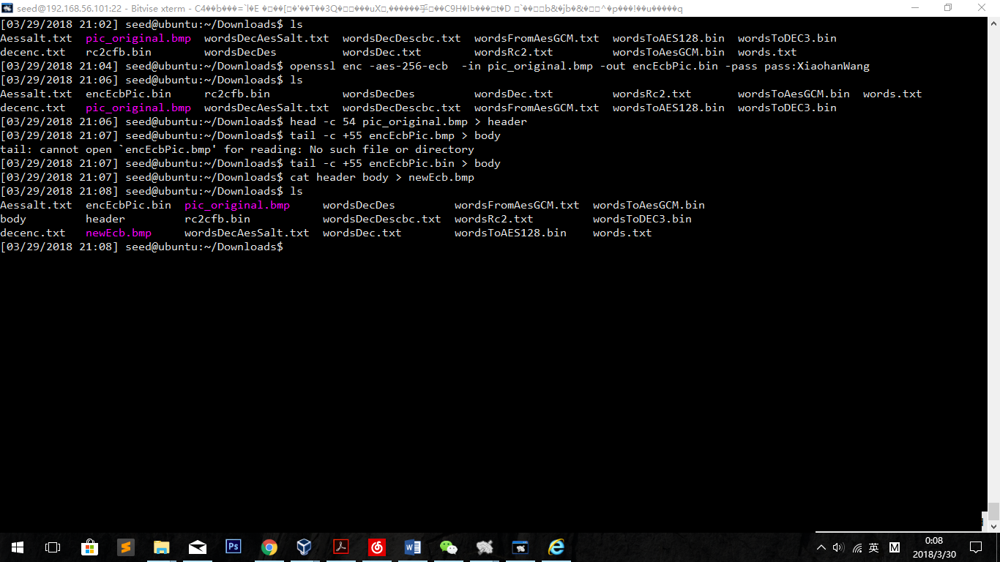 seed@192.168.56.101:22 - Bitvise xterm
[03/29/2018 21:02] seed@ubuntu:~/Downloads$ ls
Aessalt.txt pic_original.bmp wordsDecAesSalt.txt wordsDecDescbc.txt wordsFromAesGCM.txt wordsToAES128.bin wordsToDEC3.bin
decenc.txt rc2cfb.bin wordsDecDes wordsDec.txt wordsRc2.txt wordsToAesGCM.bin words.txt
[03/29/2018 21:04] seed@ubuntu:~/Downloads$ openssl enc -aes-256-ecb  -in pic_original.bmp -out encEcbPic.bin -pass pass:XiaohanWang
[03/29/2018 21:06] seed@ubuntu:~/Downloads$ ls
Aessalt.txt encEcbPic.bin rc2cfb.bin wordsDecDes wordsDec.txt wordsRc2.txt wordsToAesGCM.bin words.txt
decenc.txt pic_original.bmp wordsDecAesSalt.txt wordsDecDescbc.txt wordsFromAesGCM.txt wordsToAES128.bin wordsToDEC3.bin
[03/29/2018 21:06] seed@ubuntu:~/Downloads$ head -c 54 pic_original.bmp > header
[03/29/2018 21:07] seed@ubuntu:~/Downloads$ tail -c +55 encEcbPic.bmp > body
tail: cannot open `encEcbPic.bmp' for reading: No such file or directory
[03/29/2018 21:07] seed@ubuntu:~/Downloads$ tail -c +55 encEcbPic.bin > body
[03/29/2018 21:07] seed@ubuntu:~/Downloads$ cat header body > newEcb.bmp
[03/29/2018 21:08] seed@ubuntu:~/Downloads$ ls
Aessalt.txt encEcbPic.bin pic_original.bmp wordsDecDes wordsFromAesGCM.txt wordsToAesGCM.bin
body header rc2cfb.bin wordsDecDescbc.txt wordsRc2.txt wordsToDEC3.bin
decenc.txt newEcb.bmp wordsDecAesSalt.txt wordsDec.txt wordsToAES128.bin words.txt
[03/29/2018 21:08] seed@ubuntu:~/Downloads$
Ps
W
英
M
0:08
2018/3/30